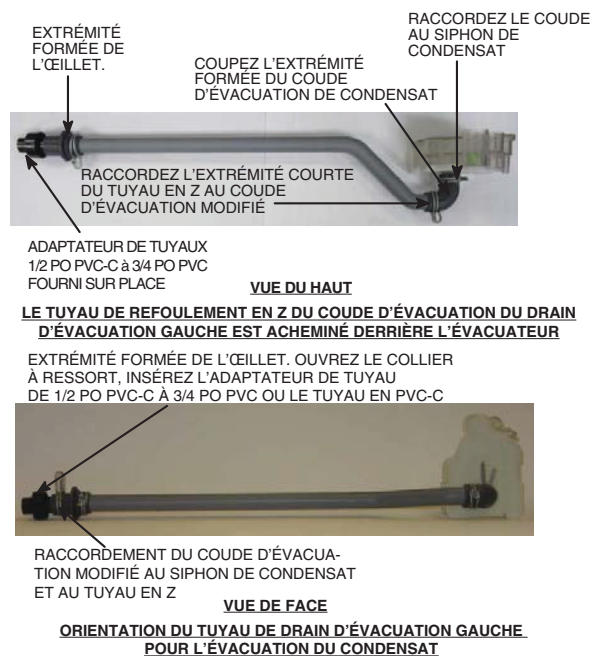 EXTRÉMITÉ
FORMÉE DE
L'ŒILLET.
COUPEZ L'EXTRÉMITÉ
FORMÉE DU COUDE
D'ÉVACUATION DE CONDENSAT
RACCORDEZ LE COUDE
AU SIPHON DE
CONDENSAT
RACCORDEZ L'EXTRÉMITÉ COURTE
DU TUYAU EN Z AU COUDE
D'ÉVACUATION MODIFIÉ
ADAPTATEUR DE TUYAUX
1/2 PO PVC-C à 3/4 PO PVC
FOURNI SUR PLACE
VUE DU HAUT
LE TUYAU DE REFOULEMENT EN Z DU COUDE D'ÉVACUATION DU DRAIN
D'ÉVACUATION GAUCHE EST ACHEMINÉ DERRIÈRE L'ÉVACUATEUR
EXTRÉMITÉ FORMÉE DE L'ŒILLET. OUVREZ LE COLLIER
À RESSORT, INSÉREZ L'ADAPTATEUR DE TUYAU
DE 1/2 PO PVC-C À 3/4 PO PVC OU LE TUYAU EN PVC-C
RACCORDEMENT DU COUDE D'ÉVACUA-
TION MODIFIÉ AU SIPHON DE CONDENSAT
ET AU TUYAU EN Z
VUE DE FACE
ORIENTATION DU TUYAU DE DRAIN D'ÉVACUATION GAUCHE
POUR L'ÉVACUATION DU CONDENSAT